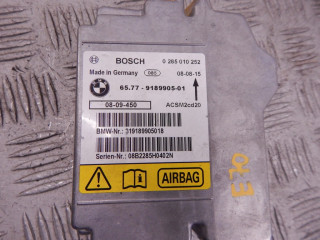 BOSCH 0 285 010 252
Made in Germany 08-08-15
65.77 - 9189905-01
08-09-450 ACSM2cd20
BMW-Nr.: 319189905018
Serien-Nr.: 08B2285H0402N
AIRBAG
E70